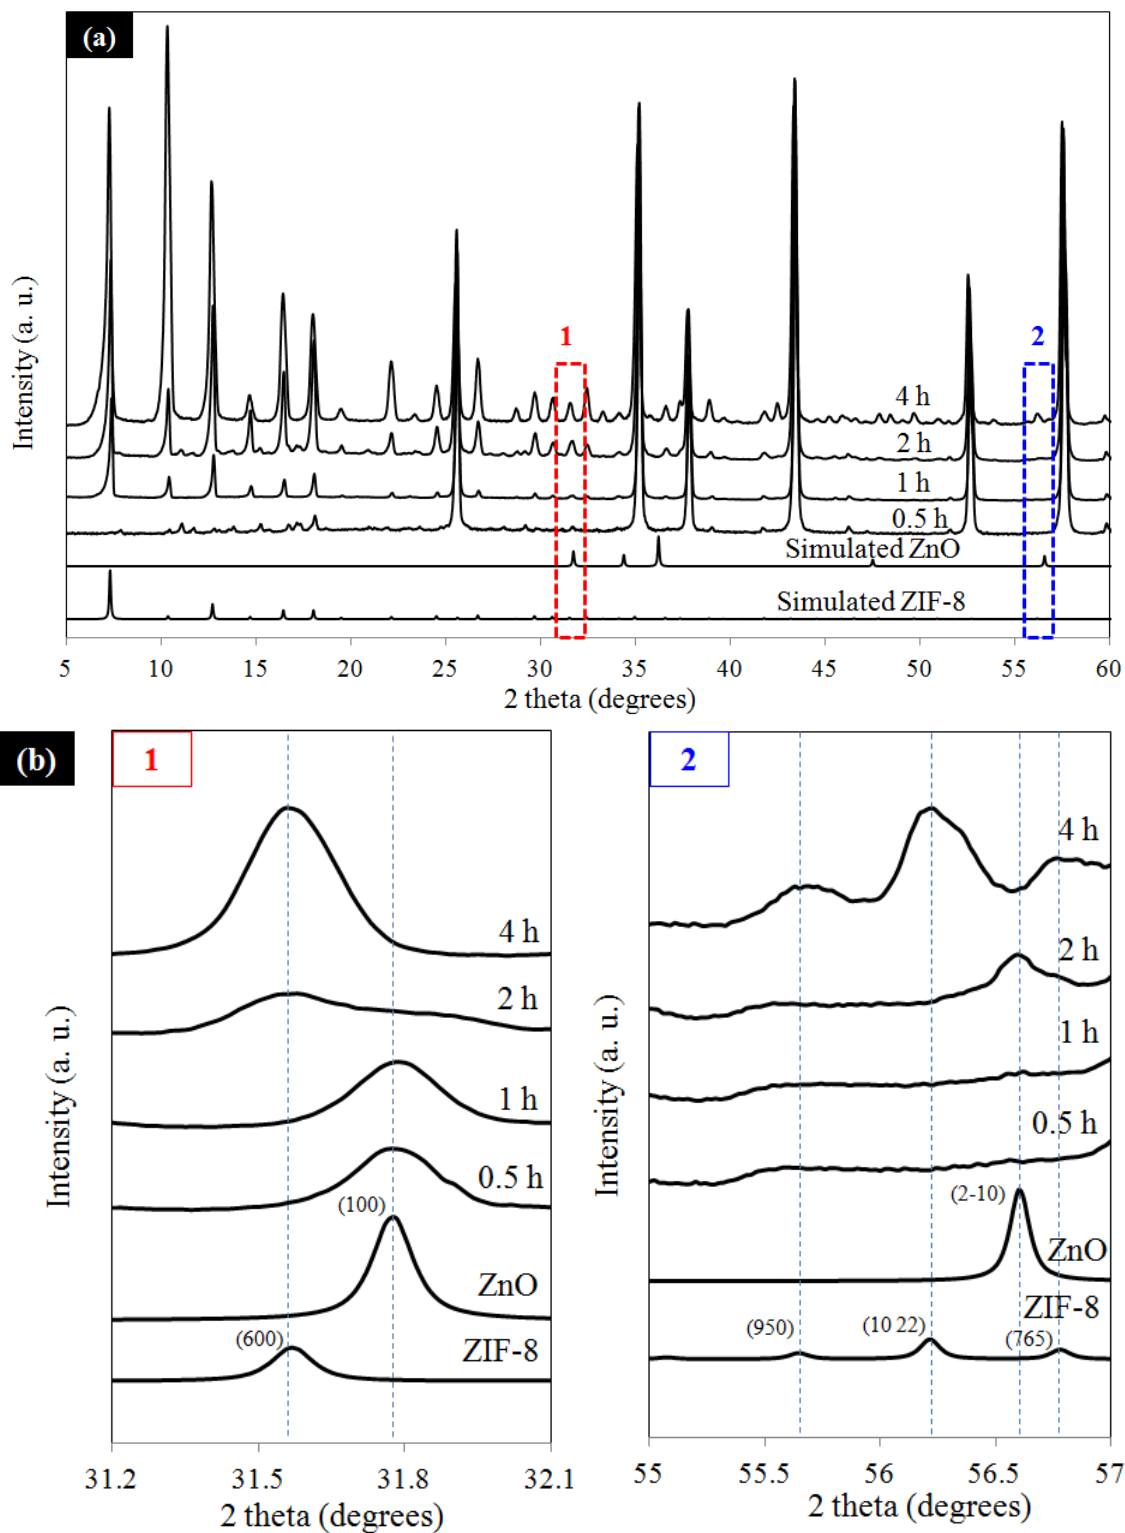 (a)
Intensity (a. u.)
1
2
4 h
2 h
1 h
0.5 h
Simulated ZnO
Simulated ZIF-8
5 10 15 20 25 30 35 40 45 50 55 60
2 theta (degrees)
(b)
1
Intensity (a. u.)
4 h
2 h
1 h
0.5 h
(100)
ZnO
(600)
ZIF-8
31.2 31.5 31.8 32.1
2 theta (degrees)
2
Intensity (a. u.)
4 h
2 h
1 h
0.5 h
(2-10)
ZnO
ZIF-8
(950) (10 22) (765)
55 55.5 56 56.5 57
2 theta (degrees)